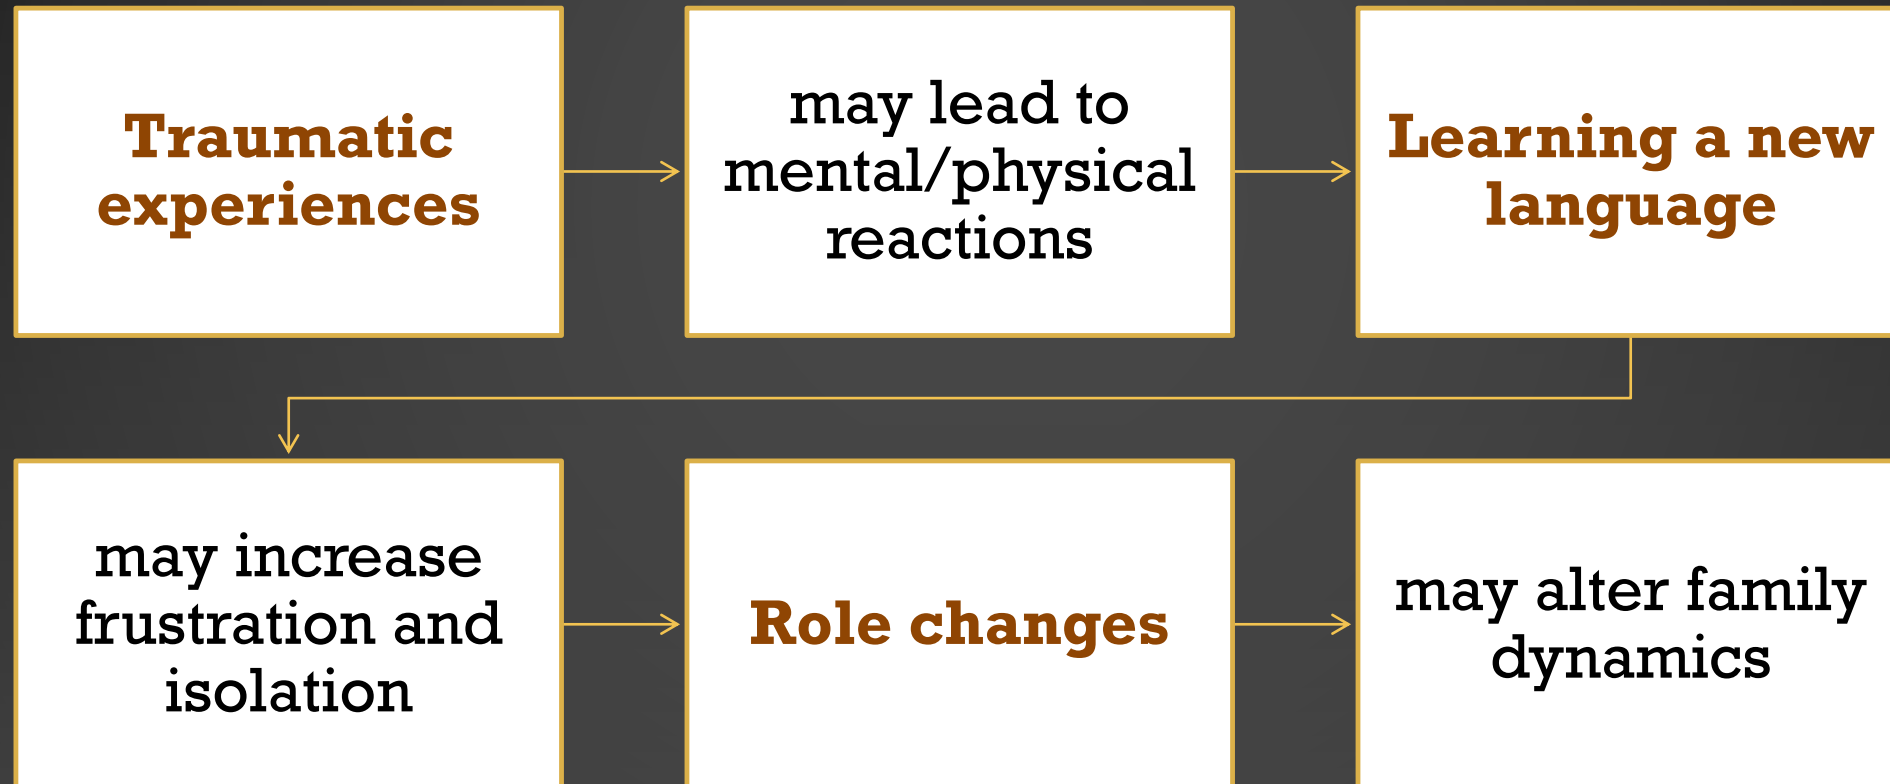 Traumatic
experiences
may lead to
mental/physical
reactions
Learning a new
language
may increase
frustration and
isolation
Role changes
may alter family
dynamics